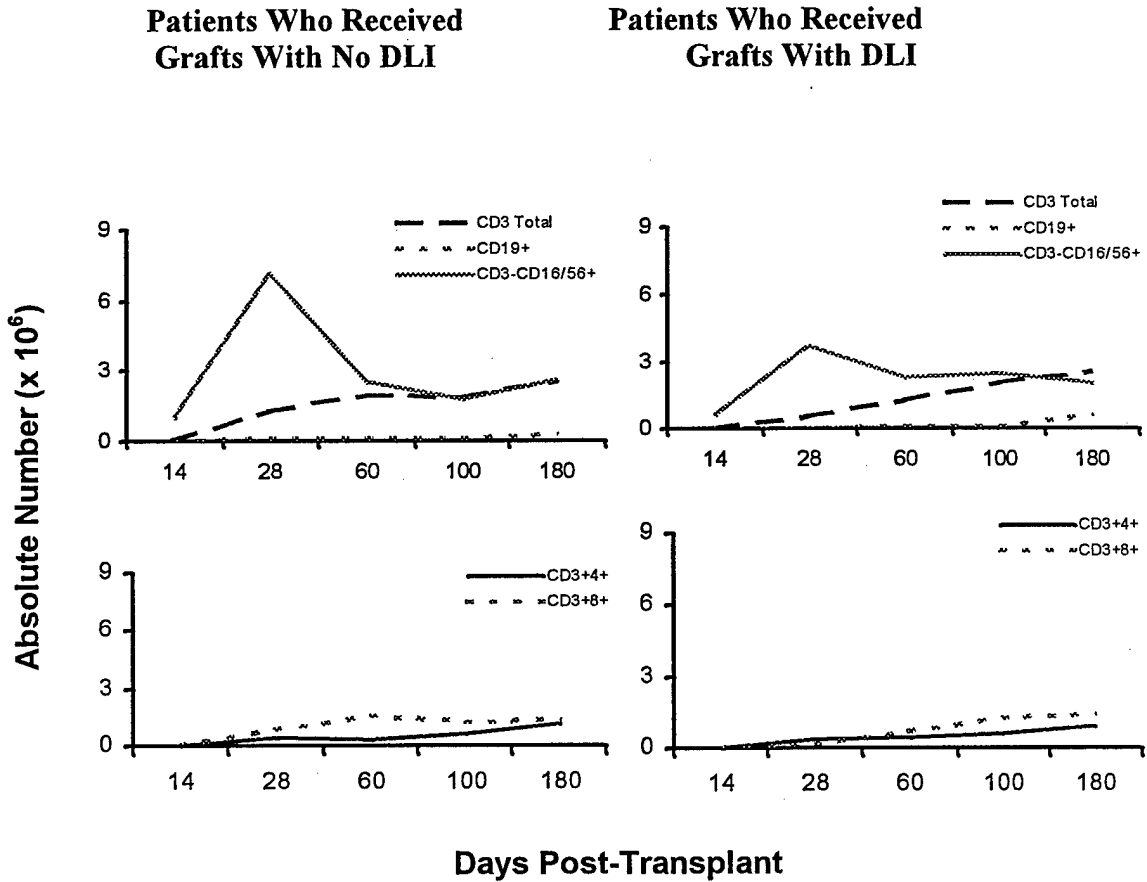 Patients Who Received
Grafts With No DLI
Patients Who Received
Grafts With DLI
Absolute Number (x 10⁶)
9
6
3
0
CD3 Total
CD19+
CD3-CD16/56+
14 28 60 100 180
9
6
3
0
CD3 Total
CD19+
CD3-CD16/56+
14 28 60 100 180
9
6
3
0
CD3+4+
CD3+8+
14 28 60 100 180
9
6
3
0
CD3+4+
CD3+8+
14 28 60 100 180
Days Post-Transplant